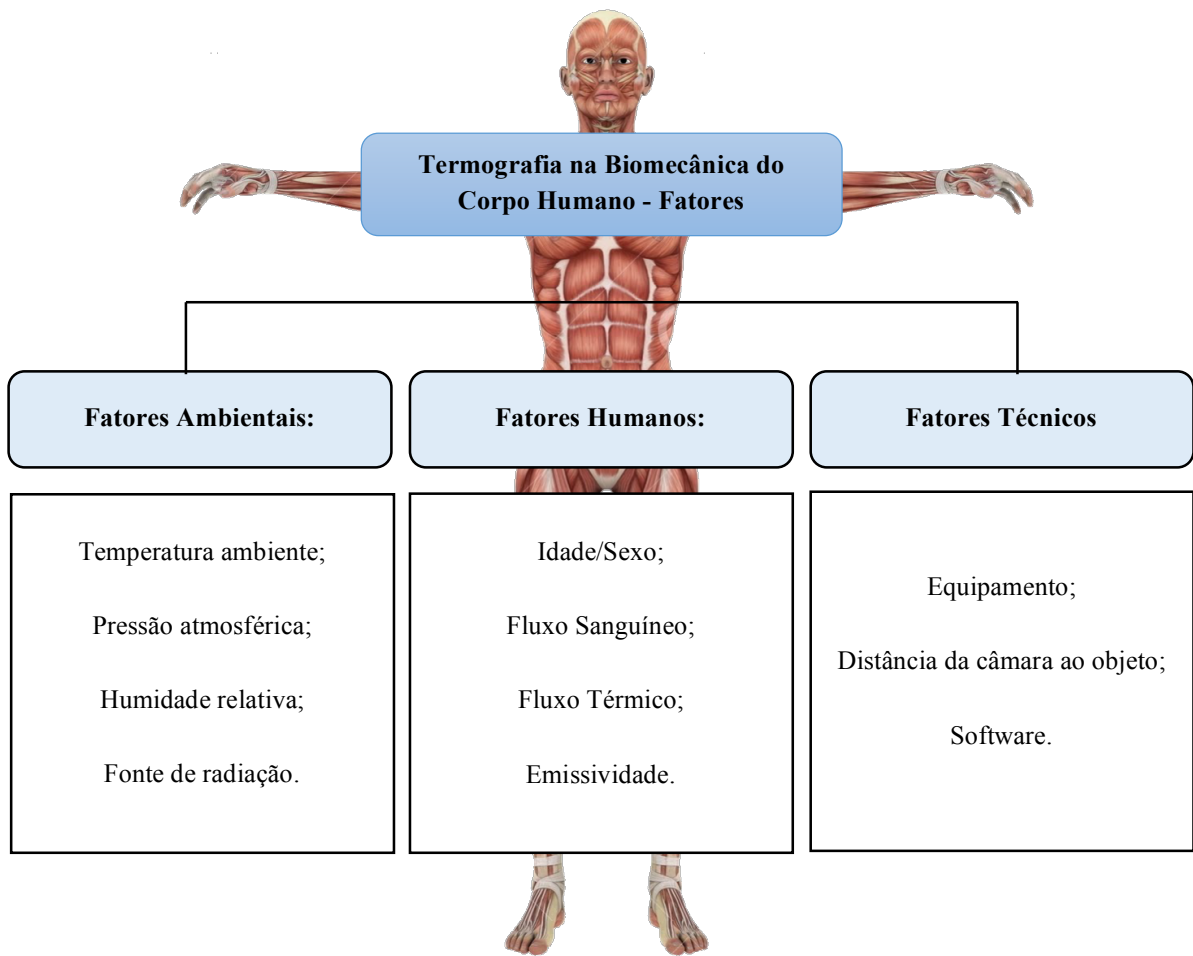 Termografia na Biomecânica do
Corpo Humano - Fatores
Fatores Ambientais:
Temperatura ambiente;
Pressão atmosférica;
Humidade relativa;
Fonte de radiação.
Fatores Humanos:
Idade/Sexo;
Fluxo Sanguíneo;
Fluxo Térmico;
Emissividade.
Fatores Técnicos
Equipamento;
Distância da câmara ao objeto;
Software.